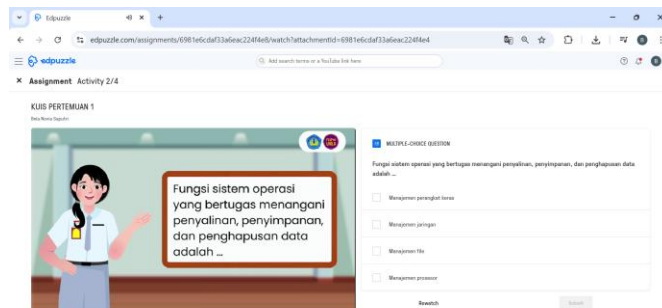 Edpuzzle
edpuzzle.com/assignments/6981e6cdaf33a6eac224f4e8/watch?attachmentId=6981e6cdaf33a6eac224f4e4
edpuzzle
Add search terms or a YouTube link here
Assignment Activity 2/4
KUIS PERTEMUAN 1
Fungsi sistem operasi
yang bertugas menangani
penyalinan, penyimpanan,
dan penghapusan data
adalah ...
MULTIPLE-CHOICE QUESTION
Fungsi sistem operasi yang bertugas menangani penyalinan, penyimpanan, dan penghapusan data
adalah ...
Manajemen perangkat keras
Manajemen jaringan
Manajemen file
Manajemen prosesor
Rewatch
Submit